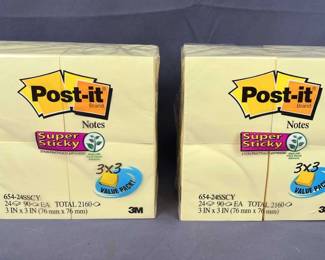 Post-it
Brand
Notes
Super
Sticky
3x3
VALUE PACK!
654-24SSCY
24 90 EA TOTAL 2160
3 IN x 3 IN (76 mm x 76 mm)
3M
Post-it
Brand
Notes
Super
Sticky
3x3
VALUE PACK!
654-24SSCY
24 90 EA TOTAL 2160
3 IN x 3 IN (76 mm x 76 mm)
3M